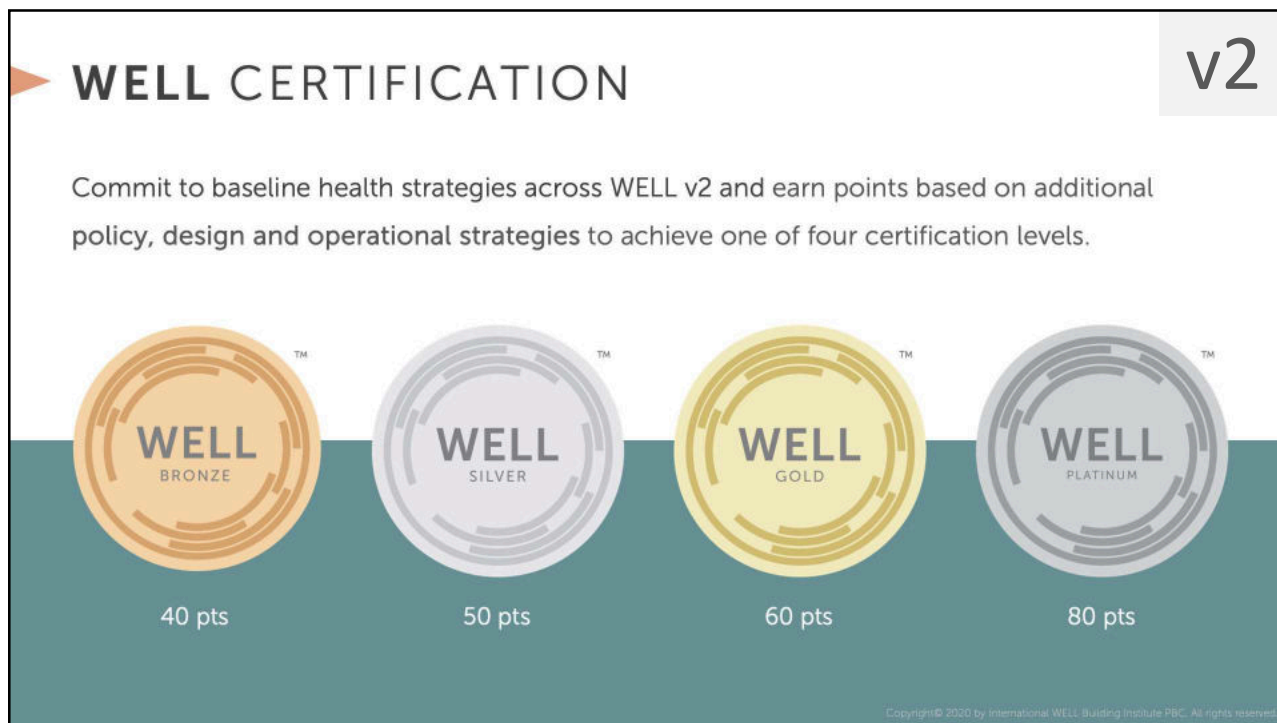 WELL CERTIFICATION
v2
Commit to baseline health strategies across WELL v2 and earn points based on additional
policy, design and operational strategies to achieve one of four certification levels.
WELL
BRONZE
TM
WELL
SILVER
TM
WELL
GOLD
TM
WELL
PLATINUM
TM
40 pts
50 pts
60 pts
80 pts
Copyright© 2020 by International WELL Building Institute PBC. All rights reserved